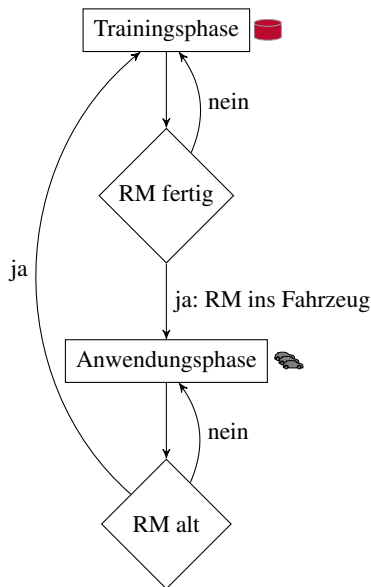 Trainingsphase
nein
RM fertig
ja
ja: RM ins Fahrzeug
Anwendungsphase
nein
RM alt